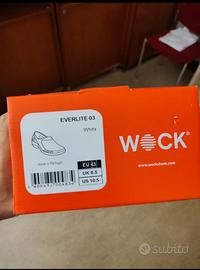 EVERLITE 03
White
made in Portugal
EU 43
UK 8.5
US 10.5
WOCK®
www.wockshoes.com
subito